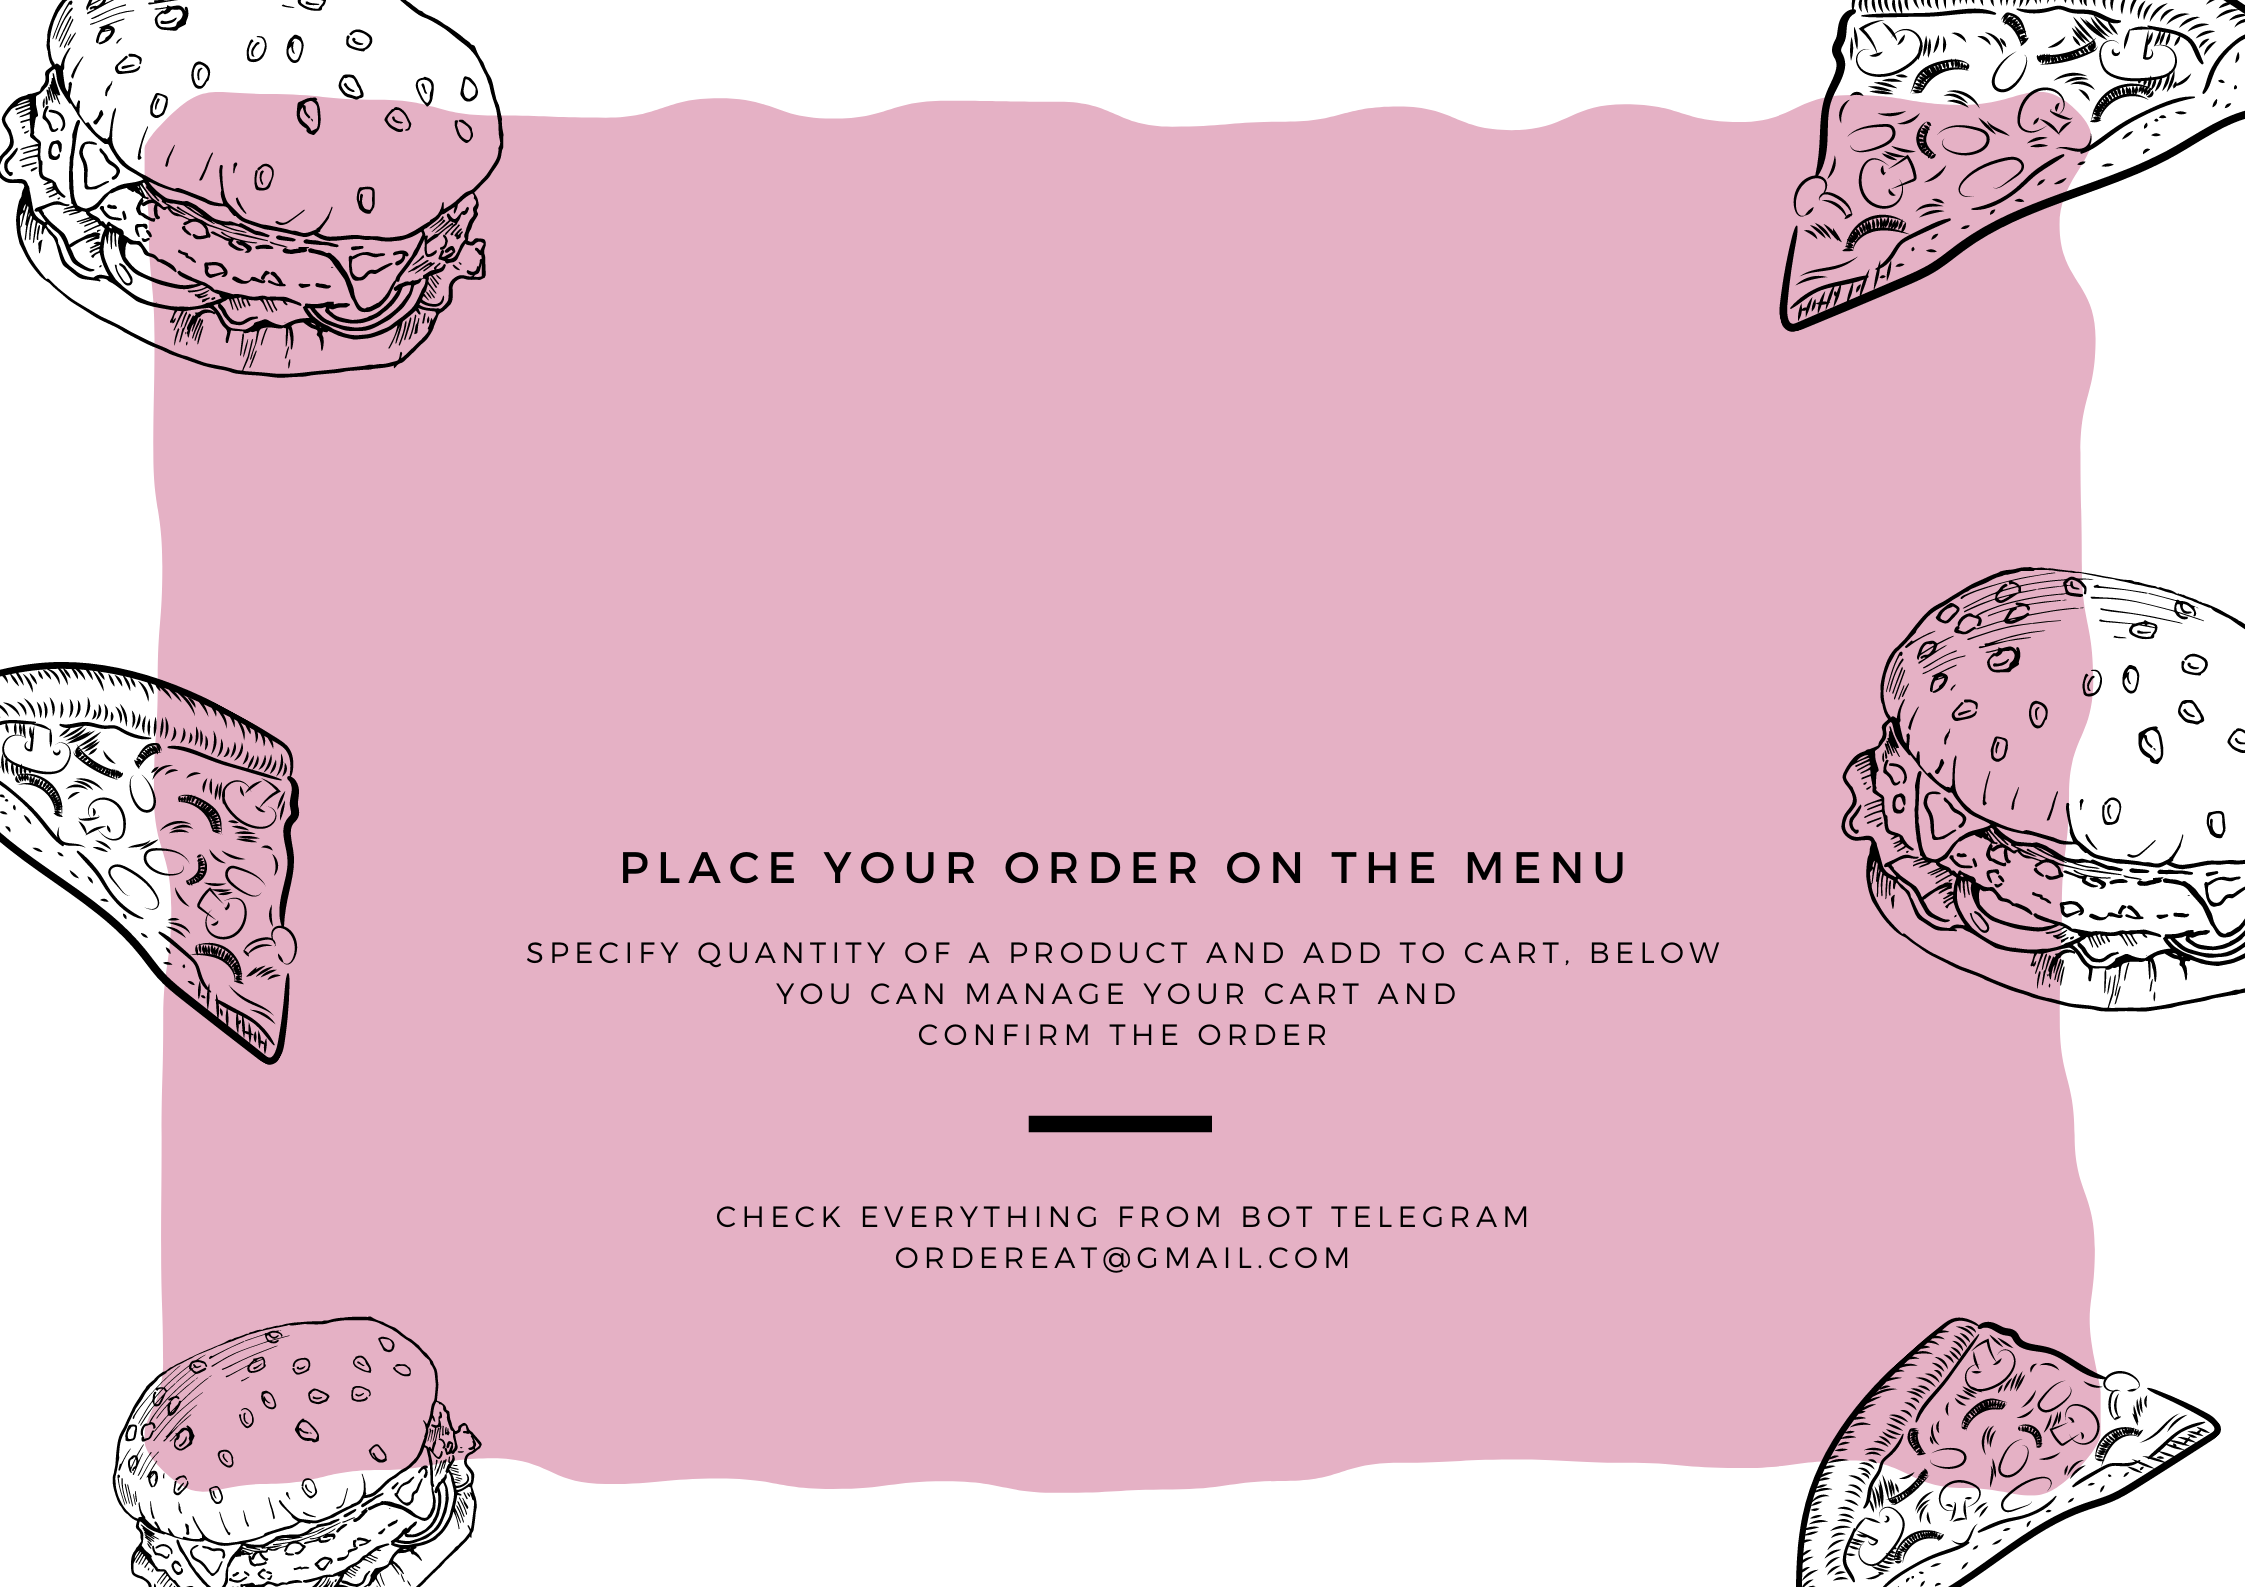 PLACE YOUR ORDER ON THE MENU
SPECIFY QUANTITY OF A PRODUCT AND ADD TO CART, BELOW
YOU CAN MANAGE YOUR CART AND
CONFIRM THE ORDER
CHECK EVERYTHING FROM BOT TELEGRAM
ORDEREAT@GMAIL.COM